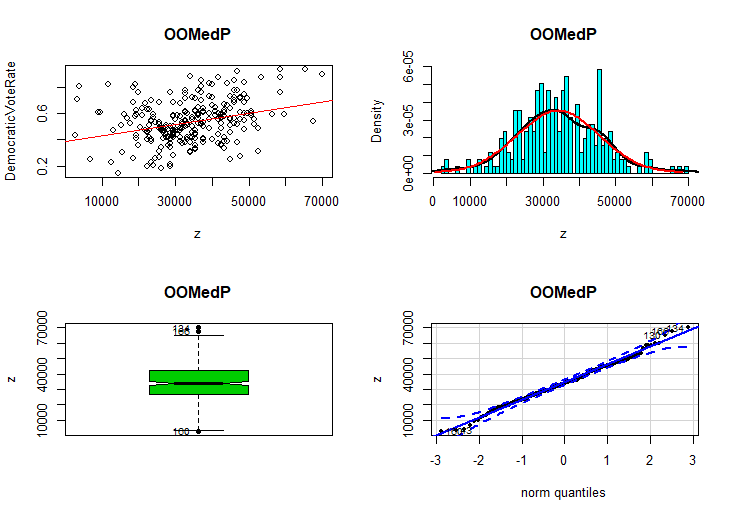 OOMedP
DemocraticVoteRate
0.2
0.6
10000
30000
50000
70000
z
OOMedP
Density
0e+00
3e-05
6e-05
0
30000
50000
70000
z
OOMedP
z
10000
40000
70000
OOMedP
z
10000
40000
70000
-3
-2
-1
0
1
2
3
norm quantiles